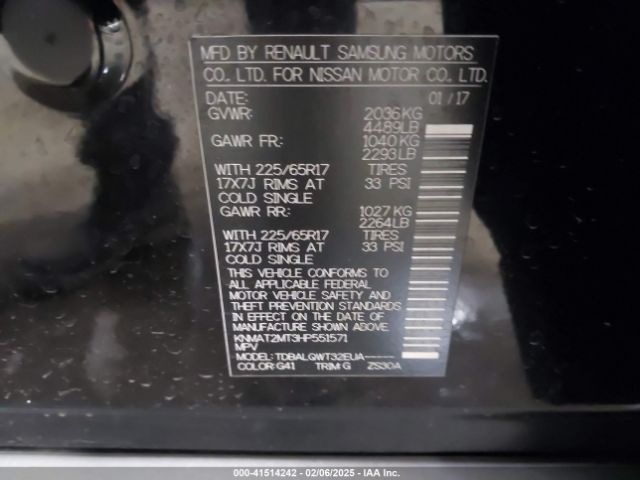 MFD BY RENAULT SAMSUNG MOTORS
CO., LTD. FOR NISSAN MOTOR CO., LTD.
DATE: 01/17
GVWR: 2036KG
4489LB
GAWR FR: 1040KG
2293LB
WITH 225/65R17 TIRES
17X7J RIMS AT 33 PSI
COLD SINGLE
GAWR RR: 1027KG
2264LB
WITH 225/65R17 TIRES
17X7J RIMS AT 33 PSI
COLD SINGLE
THIS VEHICLE CONFORMS TO
ALL APPLICABLE FEDERAL
MOTOR VEHICLE SAFETY AND
THEFT PREVENTION STANDARDS
IN EFFECT ON THE DATE OF
MANUFACTURE SHOWN ABOVE
KNMAT2MT3HP551571
MPV
MODEL: TDBALQWT32EUA-----
COLOR: G41 TRIM: G ZS30A
000-41514242 - 02/06/2025 - IAA Inc.